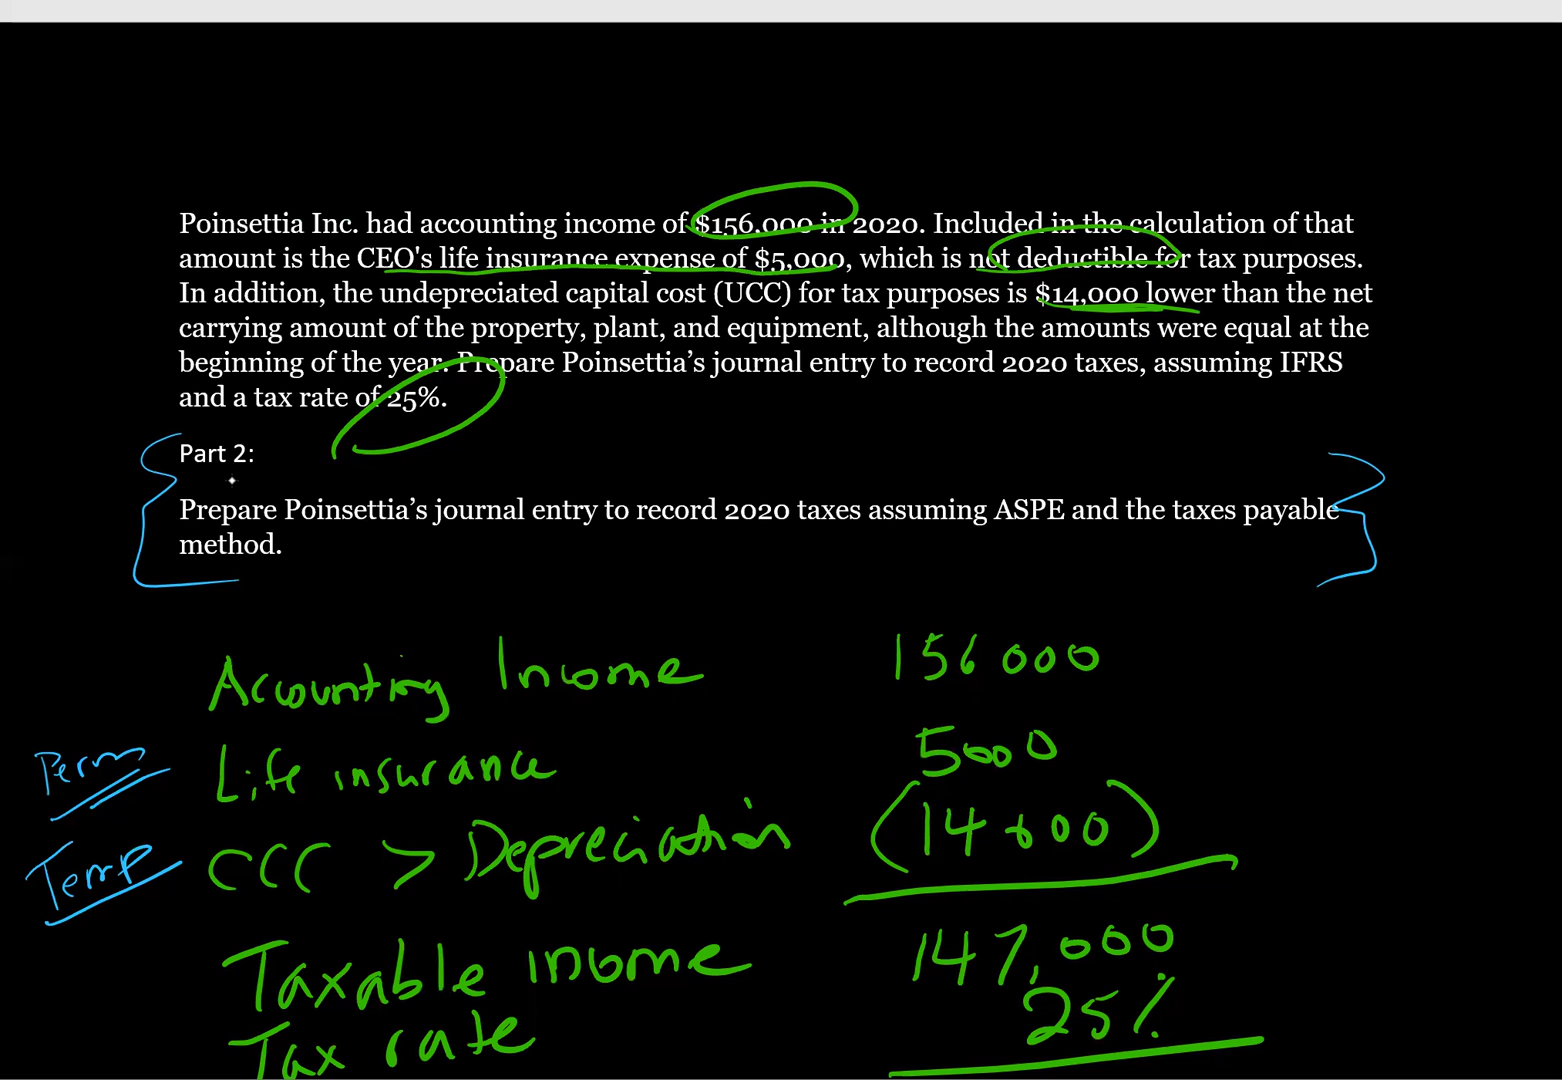 Poinsettia Inc. had accounting income of $156,000 in 2020. Included in the calculation of that
amount is the CEO's life insurance expense of $5,000, which is not deductible for tax purposes.
In addition, the undepreciated capital cost (UCC) for tax purposes is $14,000 lower than the net
carrying amount of the property, plant, and equipment, although the amounts were equal at the
beginning of the year. Prepare Poinsettia’s journal entry to record 2020 taxes, assuming IFRS
and a tax rate of 25%.
Part 2:
Prepare Poinsettia’s journal entry to record 2020 taxes assuming ASPE and the taxes payable
method.
Accounting Income 156 000
Perm Life insurance 5000
Temp CCC > Depreciation (14 000)
Taxable income 147,000
Tax rate 25%